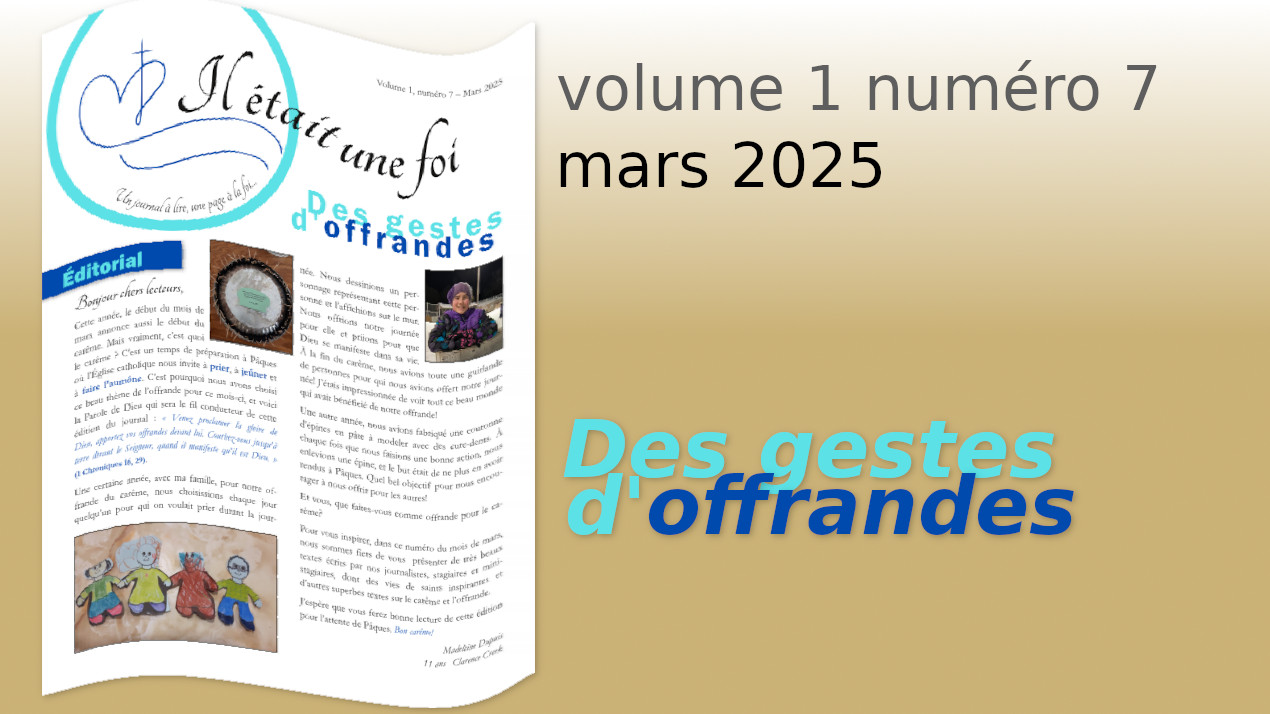 Il était une foi
Un journal à lire, une page à la foi...
Volume 1, numéro 7 – Mars 2025
Des gestes
d'offrandes
Éditorial
Bonjour chers lecteurs,
Cette année, le début du mois de
mars annonce aussi le début du
carême. Mais vraiment, c'est quoi
le carême ? C'est un temps de préparation à Pâques
où l'Église catholique nous invite à prier, à jeûner et
à faire l'aumône. C'est pourquoi nous avons choisi
ce beau thème de l'offrande pour ce mois-ci, et voici
la Parole de Dieu qui sera le fil conducteur de cette
édition du journal : « Venez proclamer la gloire de
Dieu, apportez vos offrandes devant lui. Courbez-vous jusqu'à
terre devant le Seigneur, quand il manifeste qu'il est Dieu. »
(1 Chroniques 16, 29).
Une certaine année, avec ma famille, pour notre of-
frande du carême, nous choisissions chaque jour
quelqu'un pour qui on voulait prier durant la jour-
née. Nous dessinions un per-
sonnage représentant cette per-
sonne et l'affichions sur le mur.
Nous offrions notre journée
pour elle et priions pour que
Dieu se manifeste dans sa vie.
À la fin du carême, nous avions toute une guirlande
de personnes pour qui nous avions offert notre jour-
née! J'étais impressionnée de voir tout ce beau monde
qui avait bénéficié de notre offrande!
Une autre année, nous avions fabriqué une couronne
d'épines en pâte à modeler avec des cure-dents. À
chaque fois que nous faisions une bonne action, nous
enlevions une épine, et le but était de ne plus en avoir
rendus à Pâques. Quel bel objectif pour nous encou-
rager à nous offrir pour les autres!
Et vous, que faites-vous comme offrande pour le ca-
rême?
Pour vous inspirer, dans ce numéro du mois de mars,
nous sommes fiers de vous présenter de très beaux
textes écrits par nos journalistes, stagiaires et mini-
stagiaires, dont des vies de saints inspirantes et
d'autres superbes textes sur le carême et l'offrande.
J'espère que vous ferez bonne lecture de cette édition
pour l'attente de Pâques. Bon carême!
Madeleine Dupuis
11 ans Clarence Creek
volume 1 numéro 7
mars 2025
Des gestes
d'offrandes